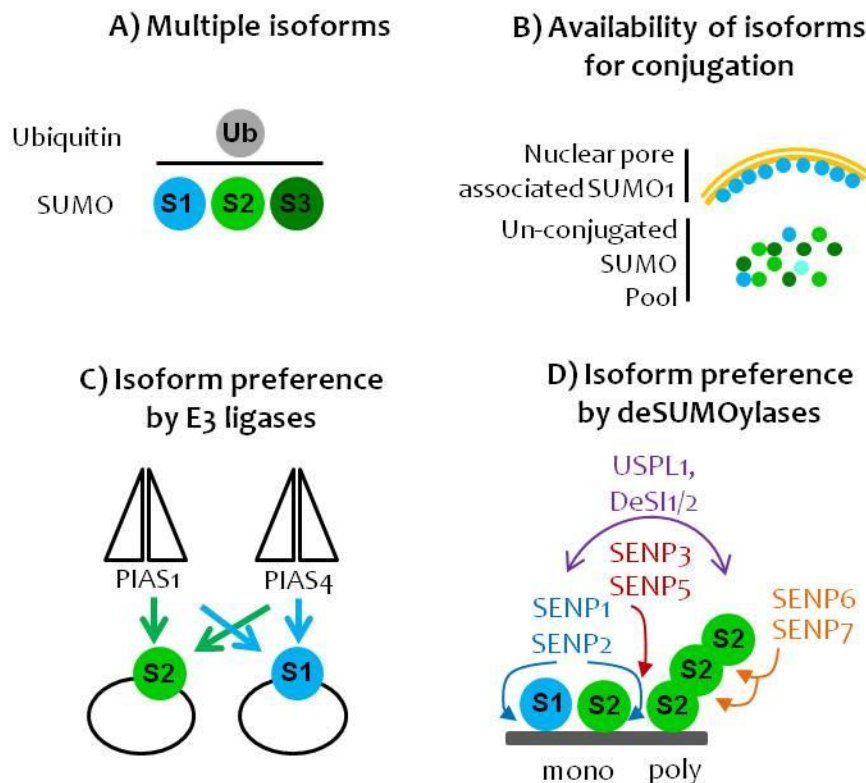 A) Multiple isoforms
Ubiquitin
Ub
SUMO
S1 S2 S3
B) Availability of isoforms
for conjugation
Nuclear pore
associated SUMO1
Un-conjugated
SUMO
Pool
C) Isoform preference
by E3 ligases
PIAS1
PIAS4
S2
S1
D) Isoform preference
by deSUMOylases
USPL1,
DeSI1/2
SENP3
SENP5
SENP1
SENP2
SENP6
SENP7
S1
S2
S2
S2
S2
mono
poly